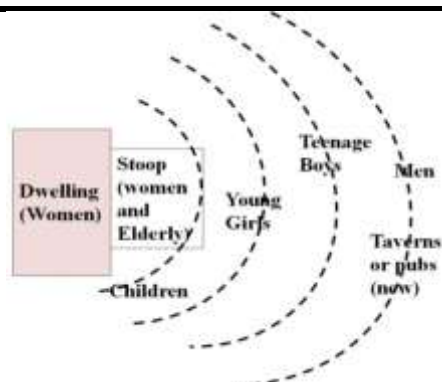 Dwelling
(Women)
Stoop
(women
and
Elderly)
Children
Young
Girls
Teenage
Boys
Men
Taverns
or pubs
(now)